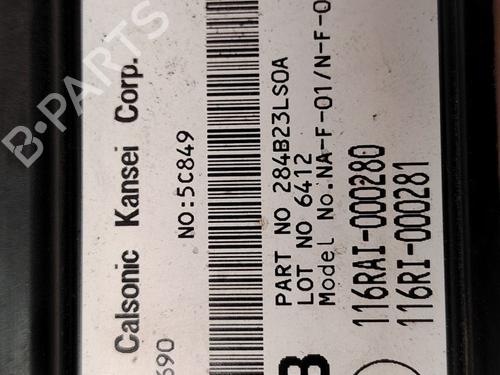 B-PARTS
Calsonic Kansei Corp.
690
NO:5C849
PART NO 284B23LS0A
LOT NO 6412
Model No.NA-F-01/N-F-0
116RAI-000280
116RI-000281
B